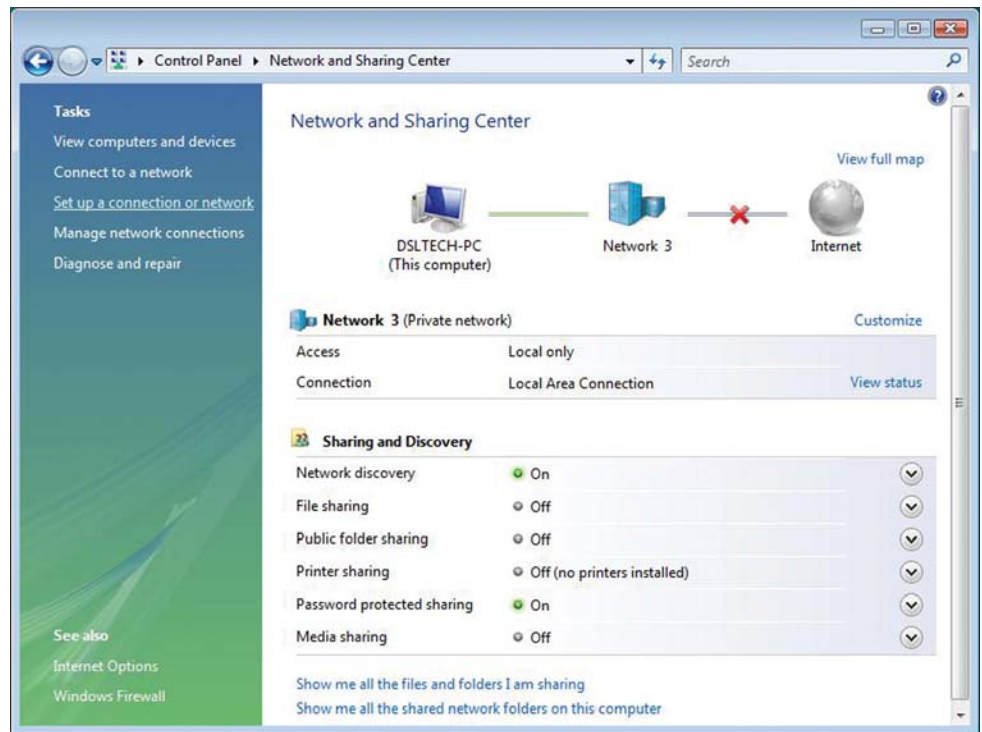 Control Panel ▸ Network and Sharing Center
Search
Tasks
View computers and devices
Connect to a network
Set up a connection or network
Manage network connections
Diagnose and repair
See also
Internet Options
Windows Firewall
Network and Sharing Center
View full map
DSLTECH-PC
(This computer)
Network 3
Internet
Network 3 (Private network)
Customize
Access Local only
Connection Local Area Connection View status
Sharing and Discovery
Network discovery On
File sharing Off
Public folder sharing Off
Printer sharing Off (no printers installed)
Password protected sharing On
Media sharing Off
Show me all the files and folders I am sharing
Show me all the shared network folders on this computer